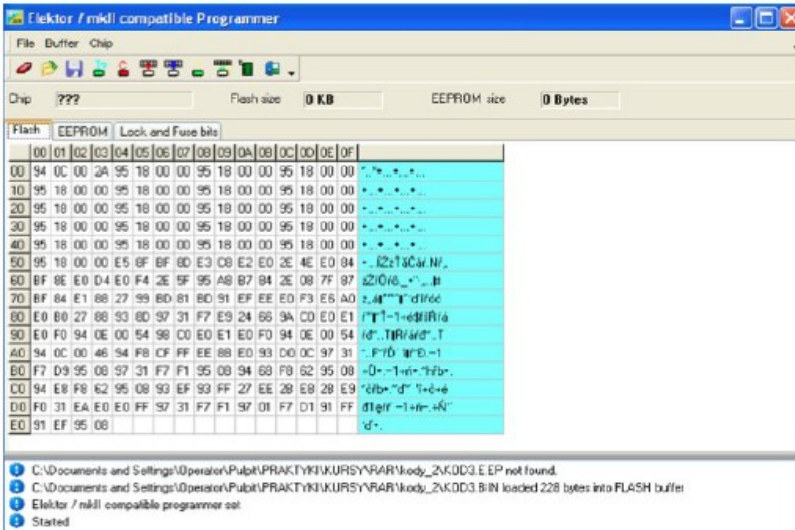 Elektor / mkII compatible Programmer
File Buffer Chip
Chip ??? Flash size 0 KB EEPROM size 0 Bytes
Flash EEPROM Lock and Fuse bits
00 01 02 03 04 05 06 07 08 09 0A 0B 0C 0D 0E 0F
00 94 0C 00 2A 95 18 00 00 95 18 00 00 95 18 00 00
10 95 18 00 00 95 18 00 00 95 18 00 00 95 18 00 00
20 95 18 00 00 95 18 00 00 95 18 00 00 95 18 00 00
30 95 18 00 00 95 18 00 00 95 18 00 00 95 18 00 00
40 95 18 00 00 95 18 00 00 95 18 00 00 95 18 00 00
50 95 18 00 00 E5 8F BF 8D E3 C8 E2 E0 2E 4E E0 84
60 BF 8E E0 D4 E0 F4 2E 5F 95 A8 B7 84 2E 08 7F 87
70 BF 84 E1 88 27 99 BD 81 BD 91 EF EE E0 F3 E6 A0
80 E0 B0 27 88 93 8D 97 31 F7 E9 24 66 9A C0 E0 E1
90 E0 F0 94 0E 00 54 98 C0 E0 E1 E0 F0 94 0E 00 54
A0 94 0C 00 46 94 F8 CF FF EE 88 E0 93 D0 0C 97 31
B0 F7 D9 95 08 97 31 F7 F1 95 08 94 68 F8 62 95 08
C0 94 E8 F8 62 95 08 93 EF 93 FF 27 EE 2B E8 2B E9
D0 F0 31 EA E0 E0 FF 97 31 F7 F1 97 01 F7 D1 91 FF
E0 91 EF 95 08
C:\Documents and Settings\Operator\Pulpit\PRAKTYKI\KURSY\RAR\kody_2\KOD3.EEP not found.
C:\Documents and Settings\Operator\Pulpit\PRAKTYKI\KURSY\RAR\kody_2\KOD3.BIN loaded 228 bytes into FLASH buffer
Elektor / mkII compatible programmer set
Started